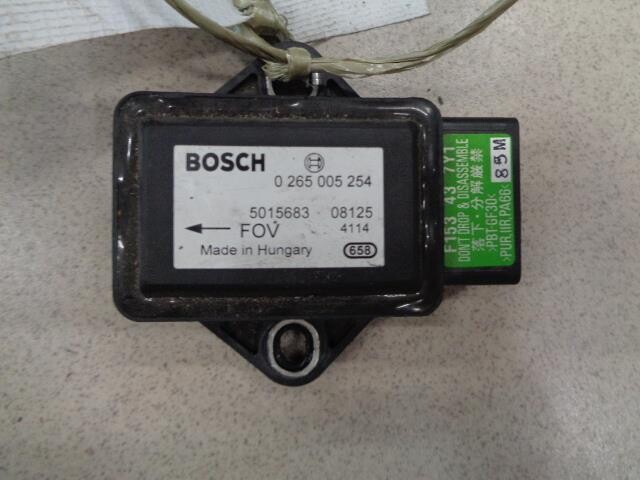 BOSCH
0 265 005 254
5015683 08125
FOV 4114
Made in Hungary 658
F153 43 7Y1
DON'T DROP & DISASSEMBLE
落下・分解厳禁
>PBT-GF30<
>PUR,IIR,PA66<
85M